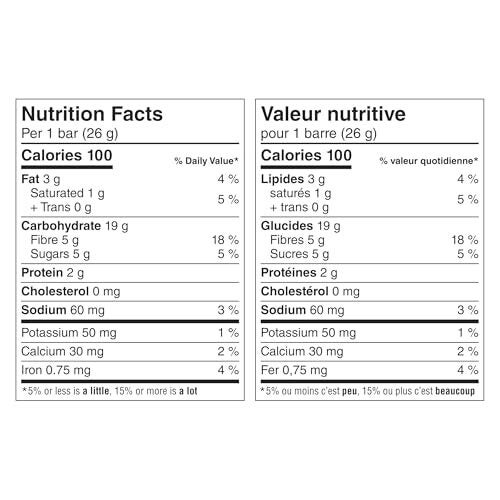 Nutrition Facts
Per 1 bar (26 g)
Calories 100
% Daily Value*
Fat 3 g 4 %
Saturated 1 g
+ Trans 0 g
5 %
Carbohydrate 19 g
Fibre 5 g 18 %
Sugars 5 g 5 %
Protein 2 g
Cholesterol 0 mg
Sodium 60 mg 3 %
Potassium 50 mg 1 %
Calcium 30 mg 2 %
Iron 0.75 mg 4 %
*5% or less is a little, 15% or more is a lot
Valeur nutritive
pour 1 barre (26 g)
Calories 100
% valeur quotidienne*
Lipides 3 g 4 %
saturés 1 g
+ trans 0 g
5 %
Glucides 19 g
Fibres 5 g 18 %
Sucres 5 g 5 %
Protéines 2 g
Cholestérol 0 mg
Sodium 60 mg 3 %
Potassium 50 mg 1 %
Calcium 30 mg 2 %
Fer 0,75 mg 4 %
*5% ou moins c'est peu, 15% ou plus c'est beaucoup